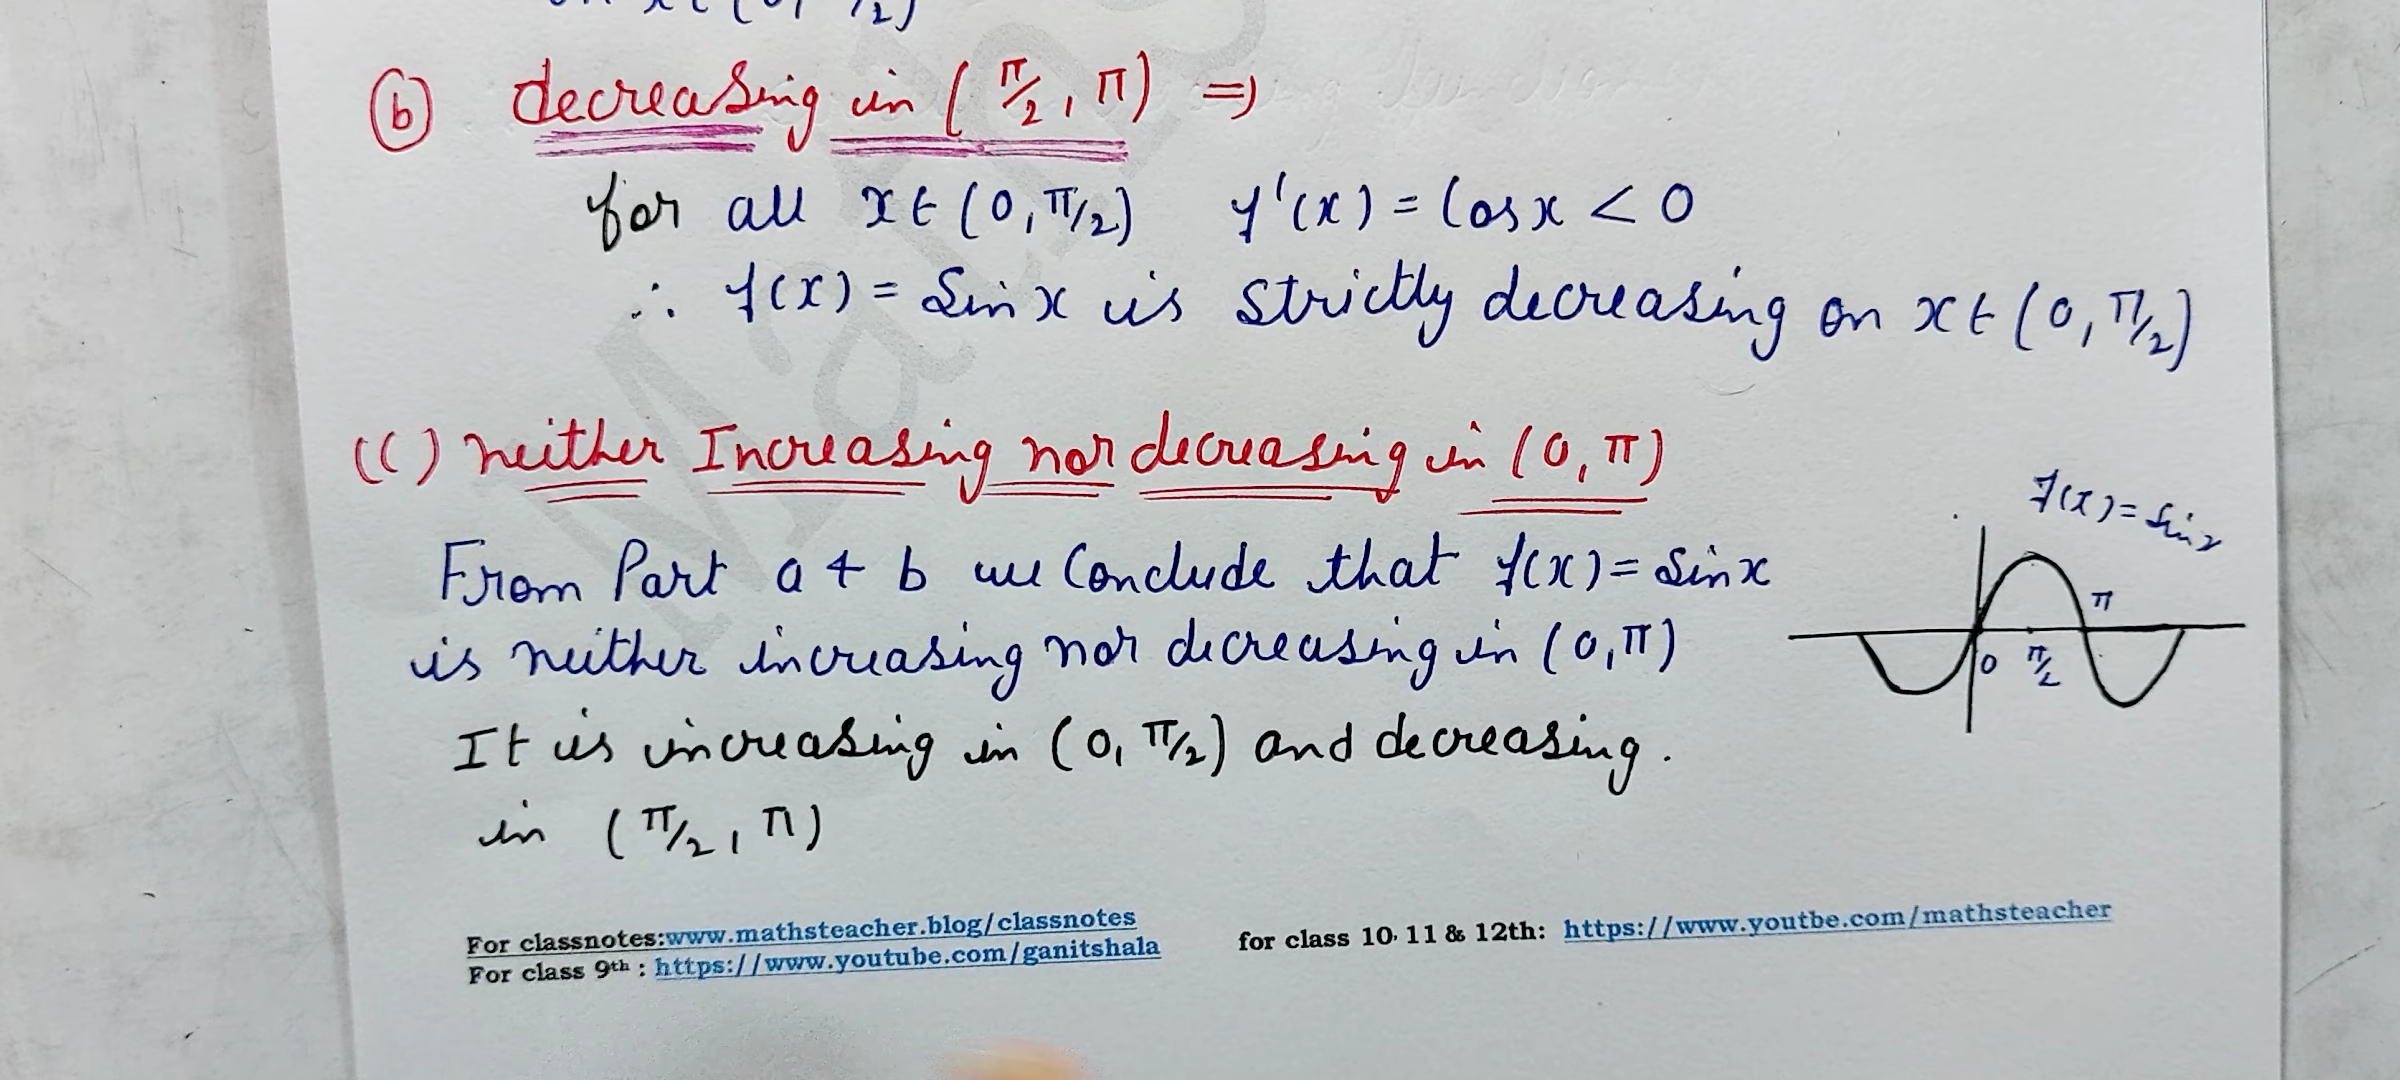 on x ∈ (0, π/2)
(b) decreasing in (π/2, π) ⇒
for all x ∈ (0, π/2) f'(x) = Cos x < 0
∴ f(x) = Sin x is strictly decreasing on x ∈ (0, π/2)
(C) neither Increasing nor decreasing in (0, π)
From Part a + b we Conclude that f(x) = Sin x
is neither increasing nor decreasing in (0, π)
It is increasing in (0, π/2) and decreasing.
in (π/2, π)
f(x) = Sin x
π
0 π/2
For classnotes:www.mathsteacher.blog/classnotes
For class 9th : https://www.youtube.com/ganitshala
for class 10, 11 & 12th: https://www.youtbe.com/mathsteacher